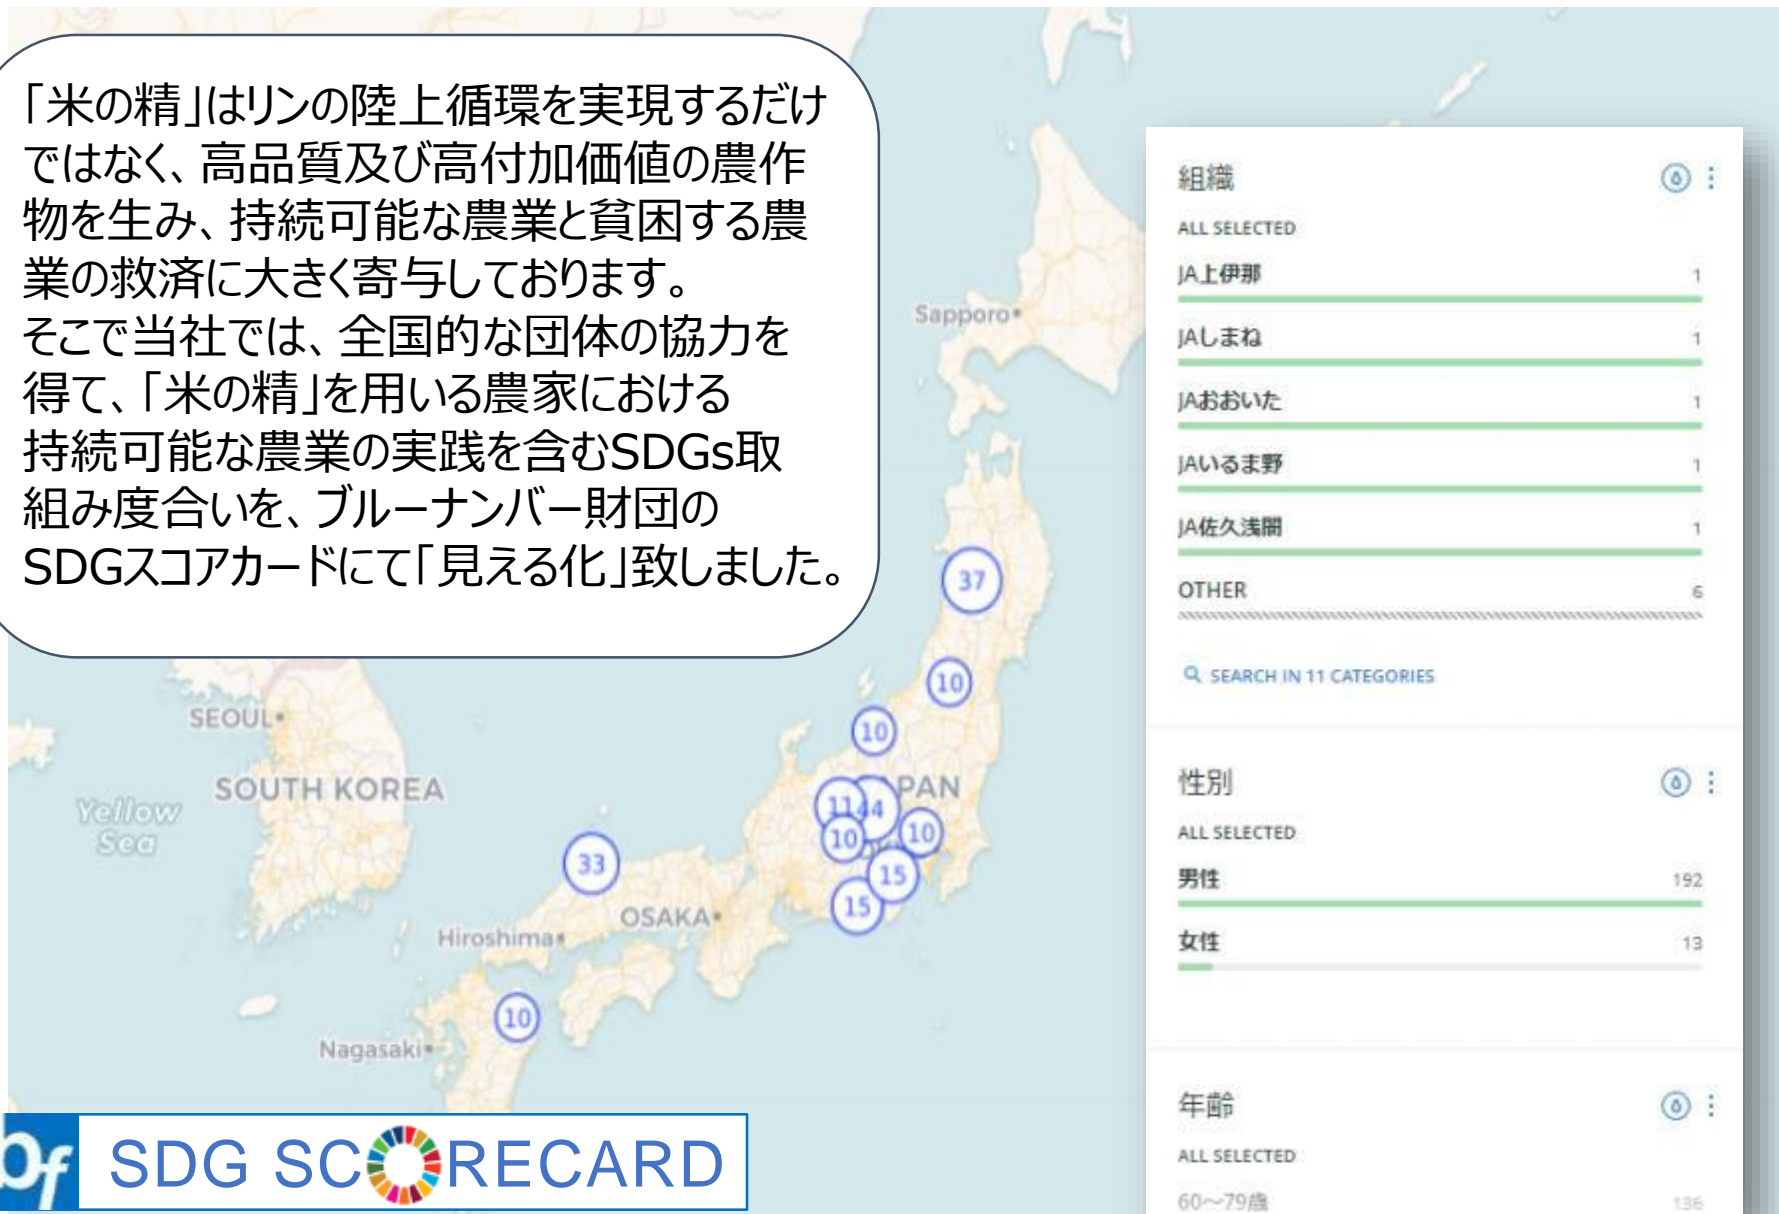 「米の精」はリンの陸上循環を実現するだけ
ではなく、高品質及び高付加価値の農作
物を生み、持続可能な農業と貧困する農
業の救済に大きく寄与しております。
そこで当社では、全国的な団体の協力を
得て、「米の精」を用いる農家における
持続可能な農業の実践を含むSDGs取
組み度合いを、ブルーナンバー財団の
SDGスコアカードにて「見える化」致しました。
Sapporo
37
10
10
SEOUL
SOUTH KOREA
Yellow
Sea
JAPAN
11
44
10
10
33
15
15
OSAKA
Hiroshima
10
Nagasaki
bf
SDG SCORECARD
組織
ALL SELECTED
JA上伊那 1
JAしまね 1
JAおおいた 1
JAいるま野 1
JA佐久浅間 1
OTHER 6
SEARCH IN 11 CATEGORIES
性別
ALL SELECTED
男性 192
女性 13
年齢
ALL SELECTED
60～79歳 136